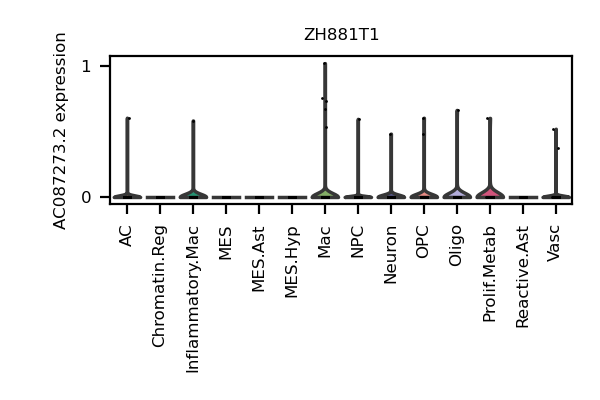 ZH881T1
AC087273.2 expression
1
0
AC
Chromatin.Reg
Inflammatory.Mac
MES
MES.Ast
MES.Hyp
Mac
NPC
Neuron
OPC
Oligo
Prolif.Metab
Reactive.Ast
Vasc